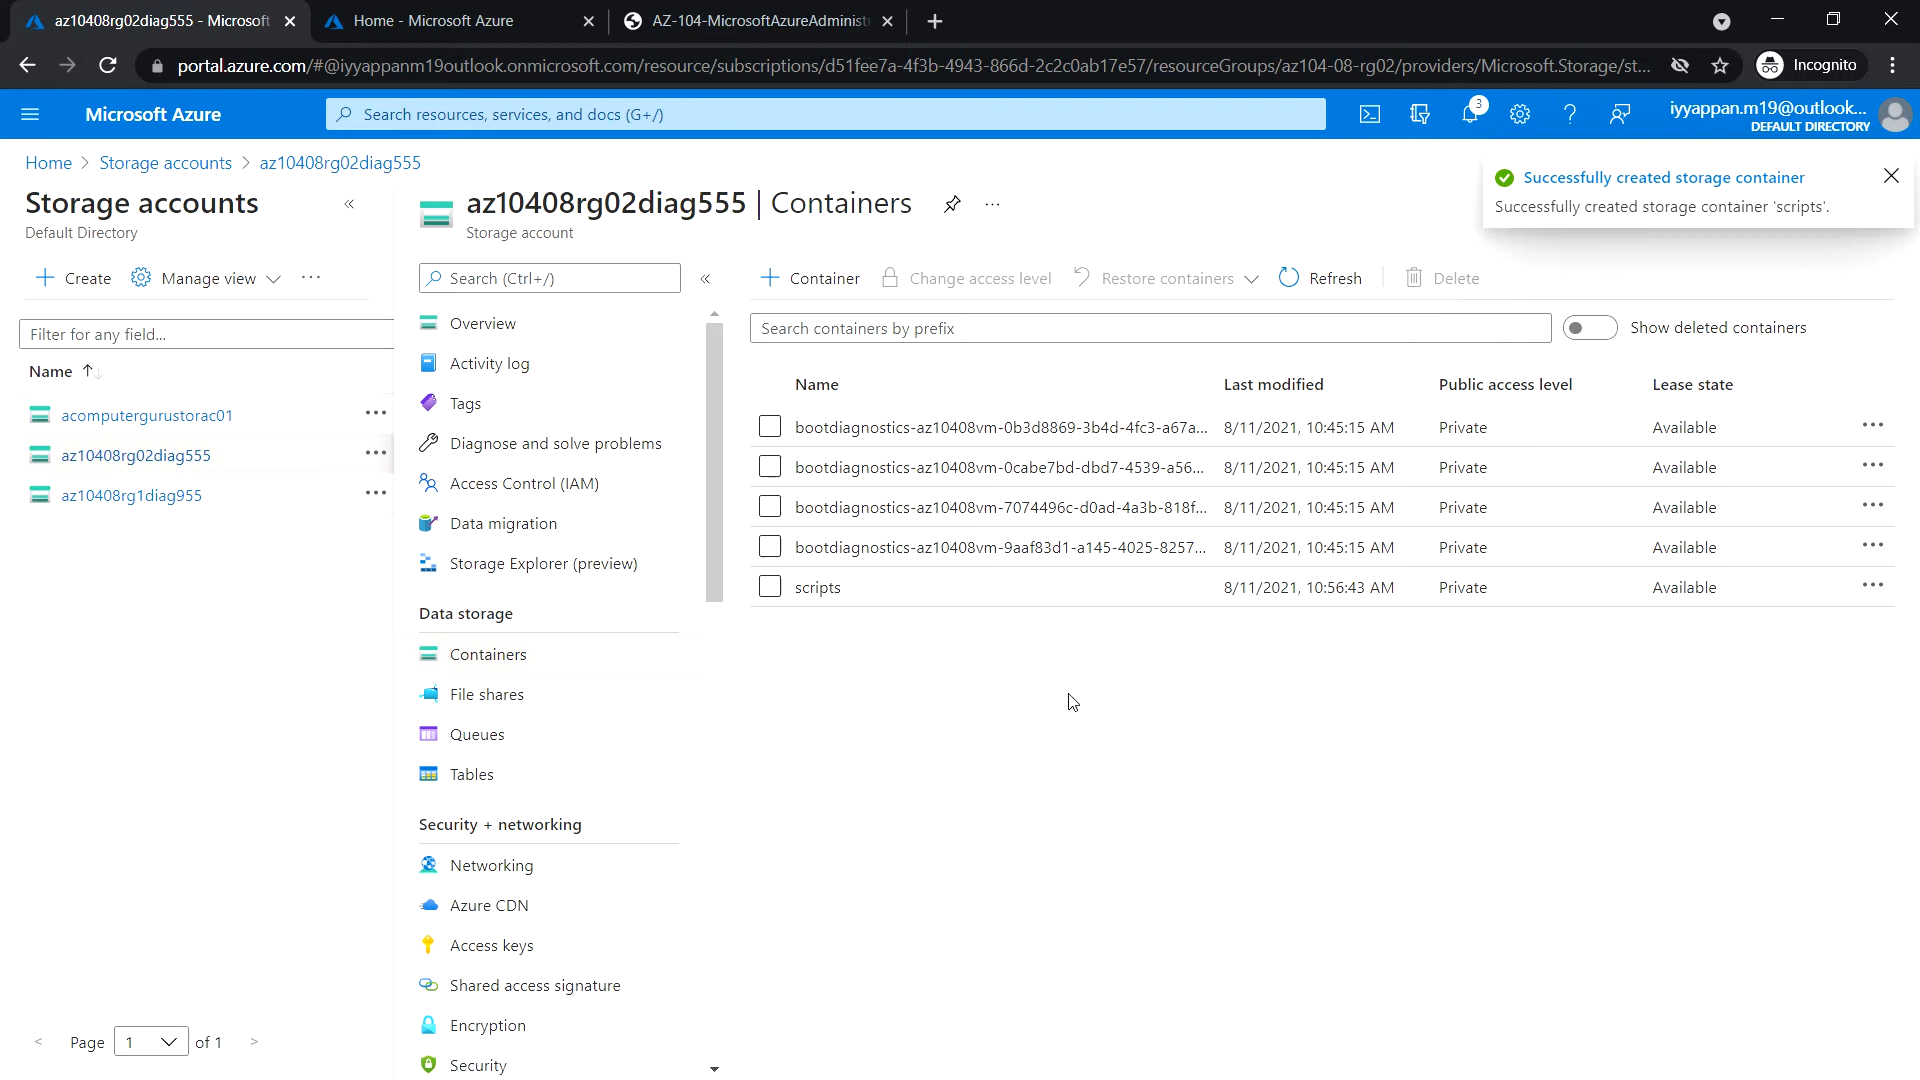 az10408rg02diag555 - Microsoft
Home - Microsoft Azure
AZ-104-MicrosoftAzureAdminist
portal.azure.com/#@iyyappanm19outlook.onmicrosoft.com/resource/subscriptions/d51fee7a-4f3b-4943-866d-2c2c0ab17e57/resourceGroups/az104-08-rg02/providers/Microsoft.Storage/st...
Incognito
Microsoft Azure
Search resources, services, and docs (G+/)
3
iyyappan.m19@outlook...
DEFAULT DIRECTORY
Home > Storage accounts > az10408rg02diag555
Successfully created storage container
Successfully created storage container 'scripts'.
Storage accounts
Default Directory
Create
Manage view
Filter for any field...
Name
acomputergurustorac01
az10408rg02diag555
az10408rg1diag955
Page 1 of 1
az10408rg02diag555 | Containers
Storage account
Search (Ctrl+/)
Overview
Activity log
Tags
Diagnose and solve problems
Access Control (IAM)
Data migration
Storage Explorer (preview)
Data storage
Containers
File shares
Queues
Tables
Security + networking
Networking
Azure CDN
Access keys
Shared access signature
Encryption
Security
Container
Change access level
Restore containers
Refresh
Delete
Search containers by prefix
Show deleted containers
Name Last modified Public access level Lease state
bootdiagnostics-az10408vm-0b3d8869-3b4d-4fc3-a67a... 8/11/2021, 10:45:15 AM Private Available
bootdiagnostics-az10408vm-0cabe7bd-dbd7-4539-a56... 8/11/2021, 10:45:15 AM Private Available
bootdiagnostics-az10408vm-7074496c-d0ad-4a3b-818f... 8/11/2021, 10:45:15 AM Private Available
bootdiagnostics-az10408vm-9aaf83d1-a145-4025-8257... 8/11/2021, 10:45:15 AM Private Available
scripts 8/11/2021, 10:56:43 AM Private Available